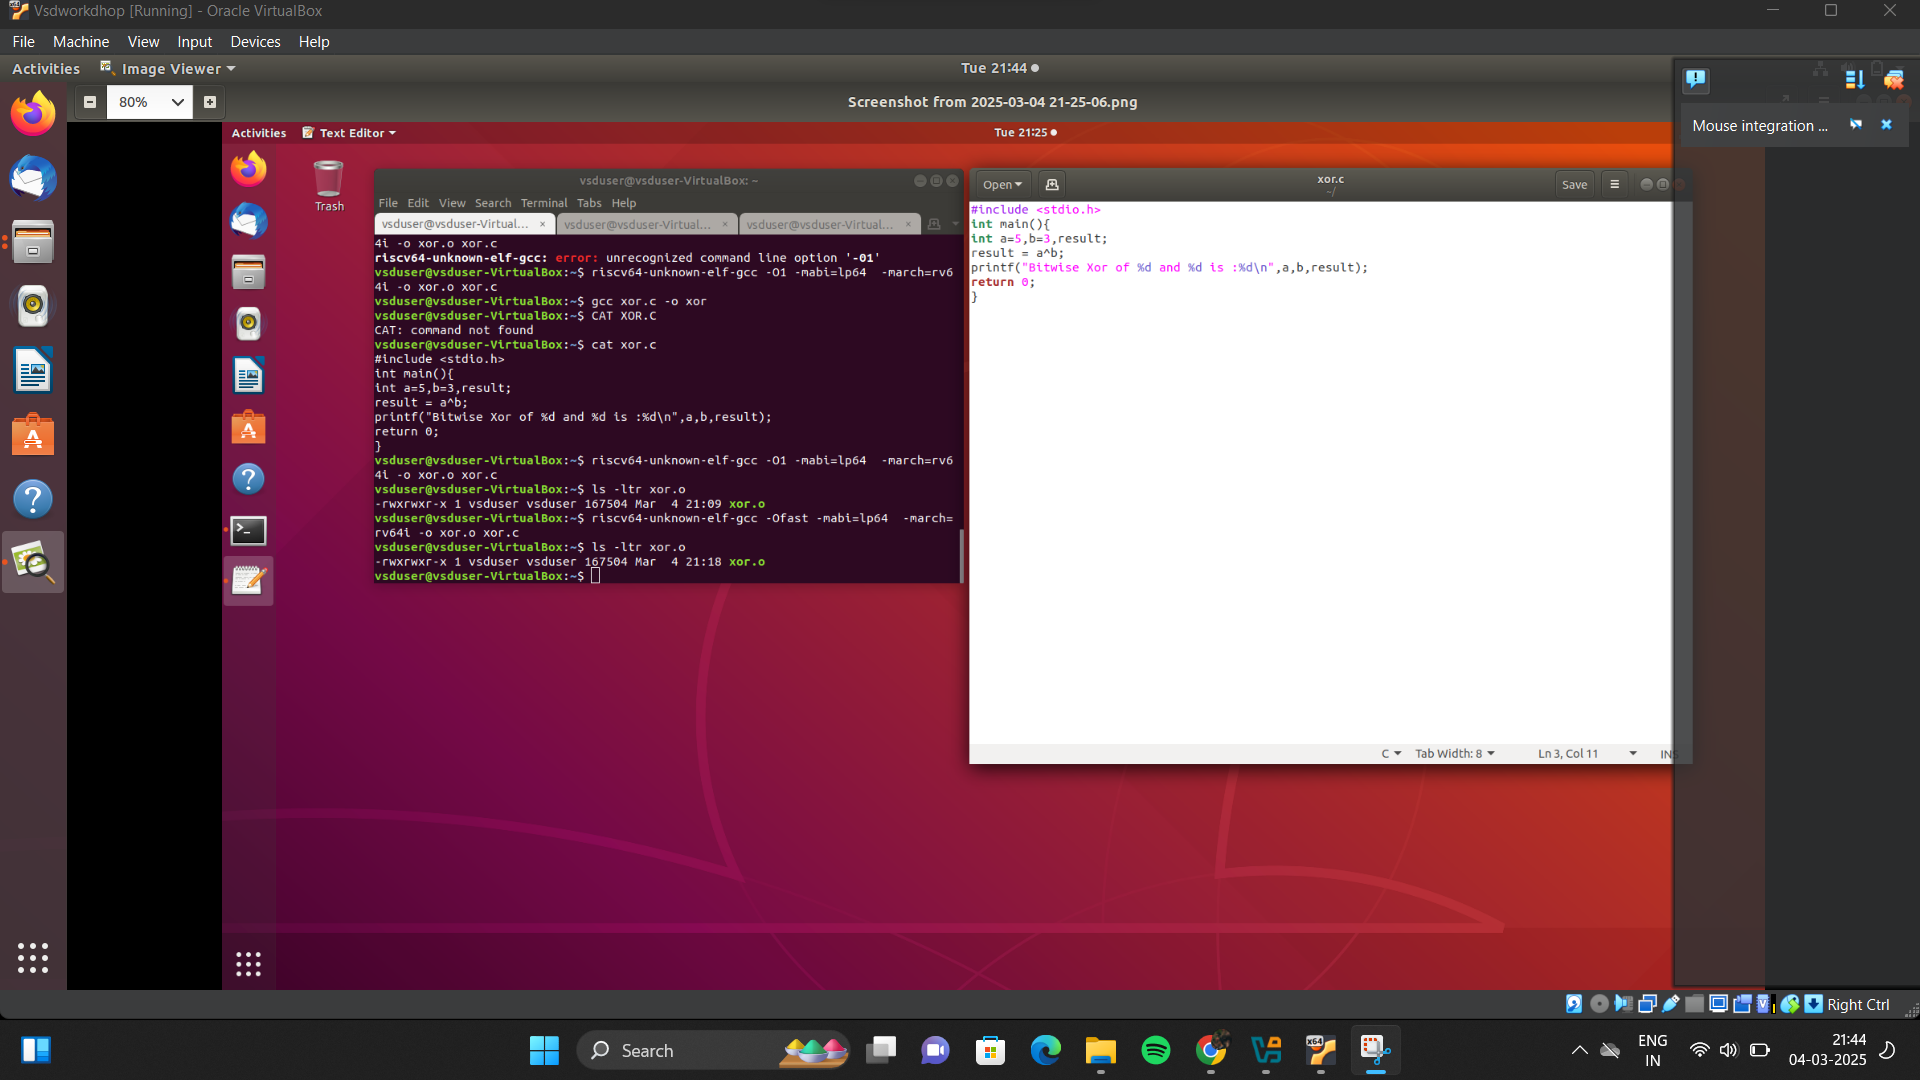 Vsdworkdhop [Running] - Oracle VirtualBox
File Machine View Input Devices Help
Activities Image Viewer Tue 21:44
80% Screenshot from 2025-03-04 21-25-06.png
Mouse integration ...
Activities Text Editor Tue 21:25
Trash
vsduser@vsduser-VirtualBox: ~
File Edit View Search Terminal Tabs Help
vsduser@vsduser-Virtual... × vsduser@vsduser-Virtual... × vsduser@vsduser-Virtual... ×
4i -o xor.o xor.c
riscv64-unknown-elf-gcc: error: unrecognized command line option '-01'
vsduser@vsduser-VirtualBox:~$ riscv64-unknown-elf-gcc -O1 -mabi=lp64  -march=rv6
4i -o xor.o xor.c
vsduser@vsduser-VirtualBox:~$ gcc xor.c -o xor
vsduser@vsduser-VirtualBox:~$ CAT XOR.C
CAT: command not found
vsduser@vsduser-VirtualBox:~$ cat xor.c
#include <stdio.h>
int main(){
int a=5,b=3,result;
result = a^b;
printf("Bitwise Xor of %d and %d is :%d\n",a,b,result);
return 0;
}
vsduser@vsduser-VirtualBox:~$ riscv64-unknown-elf-gcc -O1 -mabi=lp64  -march=rv6
4i -o xor.o xor.c
vsduser@vsduser-VirtualBox:~$ ls -ltr xor.o
-rwxrwxr-x 1 vsduser vsduser 167504 Mar  4 21:09 xor.o
vsduser@vsduser-VirtualBox:~$ riscv64-unknown-elf-gcc -Ofast -mabi=lp64  -march=
rv64i -o xor.o xor.c
vsduser@vsduser-VirtualBox:~$ ls -ltr xor.o
-rwxrwxr-x 1 vsduser vsduser 167504 Mar  4 21:18 xor.o
vsduser@vsduser-VirtualBox:~$
Open xor.c Save
~/
#include <stdio.h>
int main(){
int a=5,b=3,result;
result = a^b;
printf("Bitwise Xor of %d and %d is :%d\n",a,b,result);
return 0;
}
C Tab Width: 8 Ln 3, Col 11 INS
Right Ctrl
Search
ENG
IN
21:44
04-03-2025